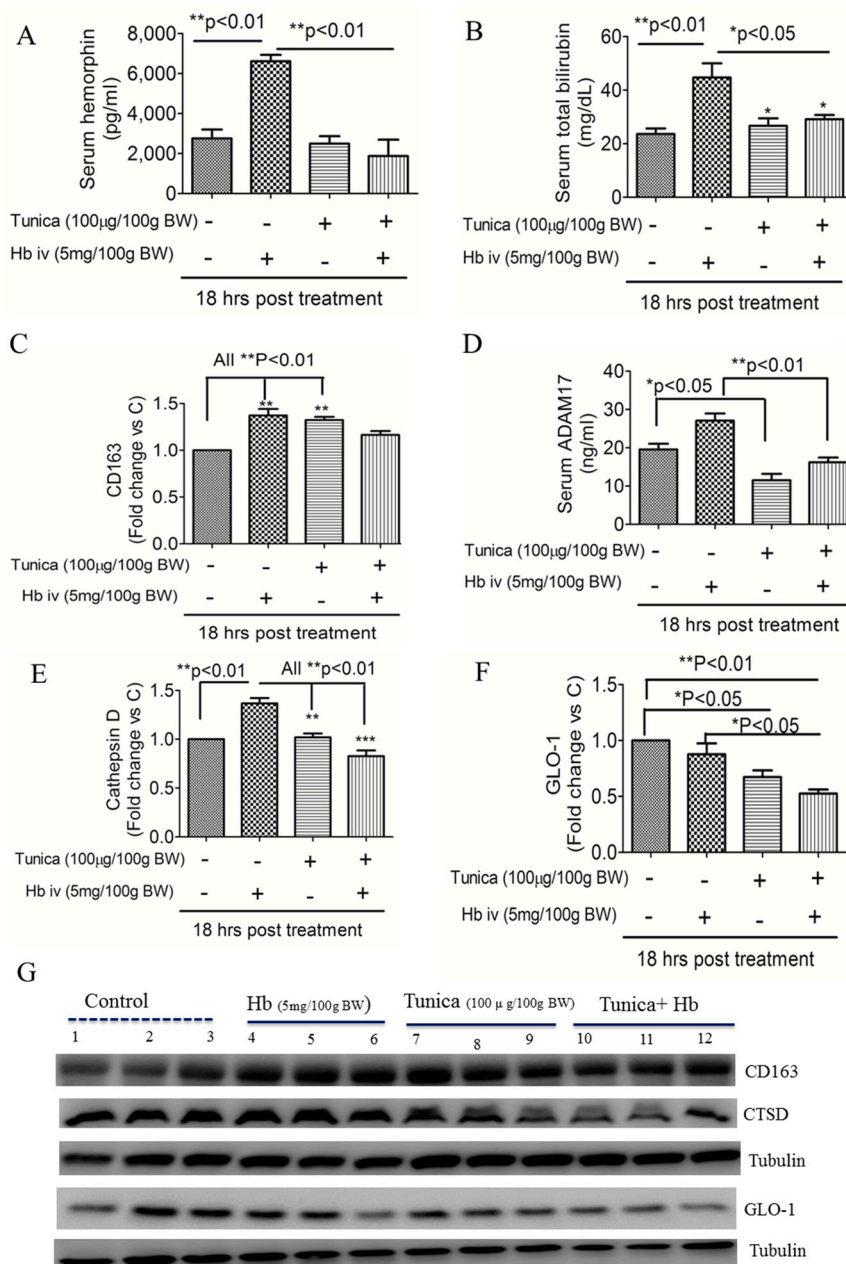 A
**p<0.01
**p<0.01
Serum hemorphin
(pg/ml)
8,000
6,000
4,000
2,000
0
Tunica (100µg/100g BW) - - + +
Hb iv (5mg/100g BW) - + - +
18 hrs post treatment
B
**p<0.01
*p<0.05
Serum total bilirubin
(mg/dL)
60
40
20
0
* *
Tunica (100µg/100g BW) - - + +
Hb iv (5mg/100g BW) - + - +
18 hrs post treatment
C
All **P<0.01
CD163
(Fold change vs C)
1.5
1.0
0.5
0.0
** **
Tunica (100µg/100g BW) - - + +
Hb iv (5mg/100g BW) - + - +
18 hrs post treatment
D
*p<0.05
**p<0.01
Serum ADAM17
(ng/ml)
40
30
20
10
0
Tunica (100µg/100g BW) - - + +
Hb iv (5mg/100g BW) - + - +
18 hrs post treatment
E
**p<0.01
All **p<0.01
Cathepsin D
(Fold change vs C)
1.5
1.0
0.5
0.0
** ***
Tunica (100µg/100g BW) - - + +
Hb iv (5mg/100g BW) - + - +
18 hrs post treatment
F
**P<0.01
*P<0.05
*P<0.05
GLO-1
(Fold change vs C)
1.5
1.0
0.5
0.0
Tunica (100µg/100g BW) - - + +
Hb iv (5mg/100g BW) - + - +
18 hrs post treatment
G
Control Hb (5mg/100g BW) Tunica (100 µ g/100g BW) Tunica+ Hb
1 2 3 4 5 6 7 8 9 10 11 12
CD163
CTSD
Tubulin
GLO-1
Tubulin